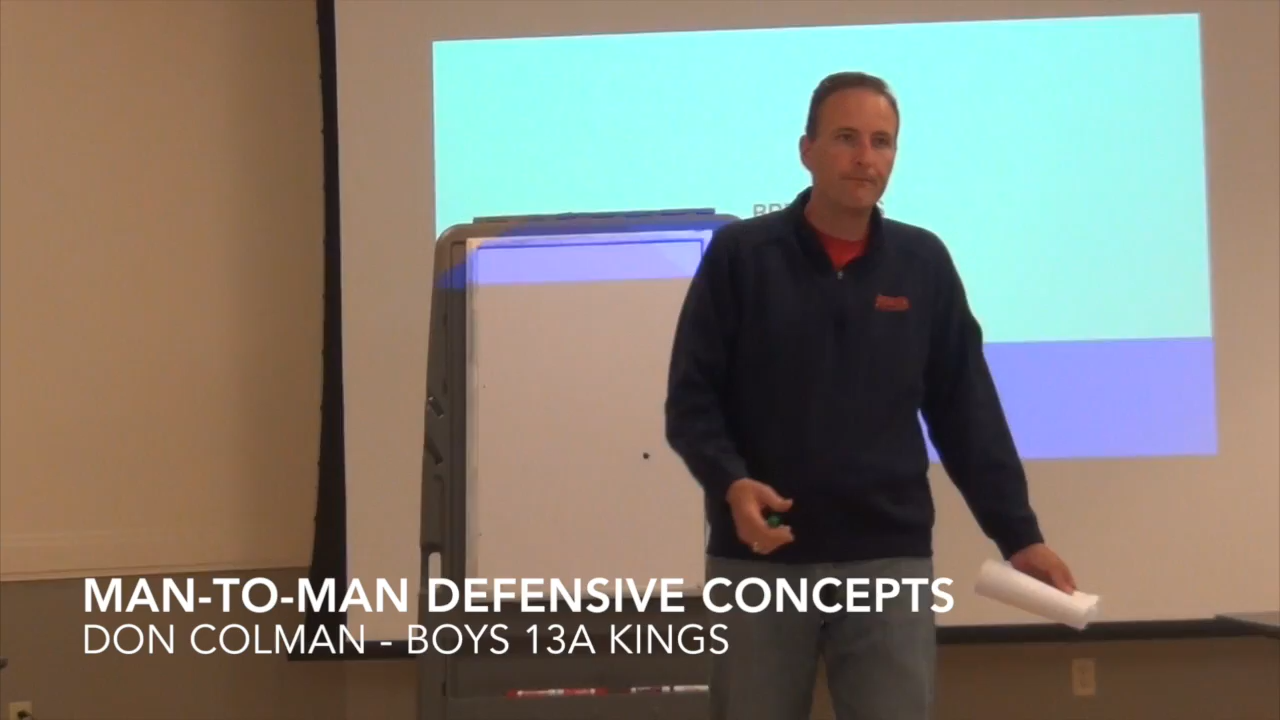 MAN-TO-MAN DEFENSIVE CONCEPTS
DON COLMAN - BOYS 13A KINGS